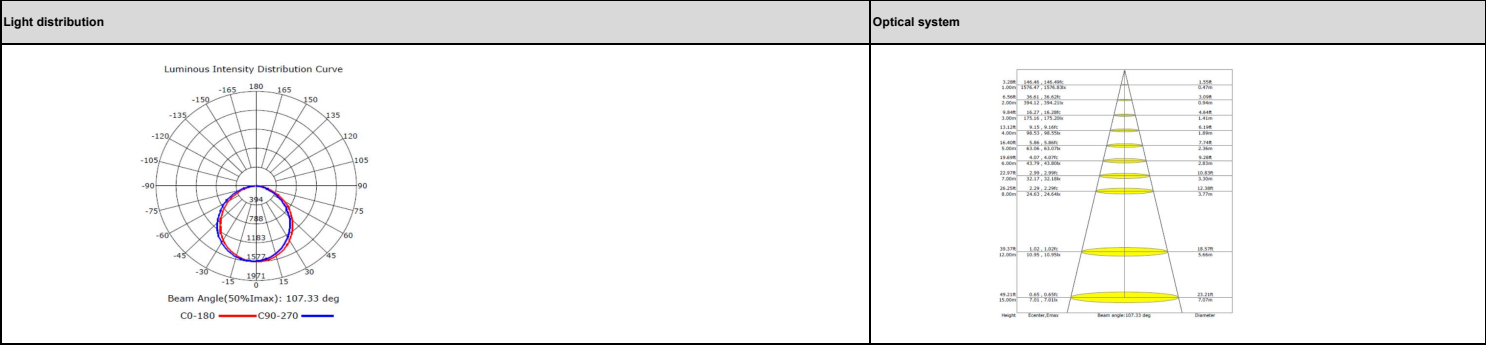 Light distribution
Optical system
Luminous Intensity Distribution Curve
180
-165 165
-150 150
-135 135
-120 120
-105 105
-90 90
-75 75
-60 60
-45 45
-30 30
-15 0 15
394
788
1183
1577
1971
Beam Angle(50%Imax): 107.33 deg
C0-180 C90-270
3.28ft 146.46 , 146.49fc 1.55ft
1.00m 1576.47 , 1576.83lx 0.47m
6.56ft 36.61 , 36.62fc 3.09ft
2.00m 394.12 , 394.21lx 0.94m
9.84ft 16.27 , 16.28fc 4.64ft
3.00m 175.16 , 175.20lx 1.41m
13.12ft 9.15 , 9.16fc 6.19ft
4.00m 98.53 , 98.55lx 1.89m
16.40ft 5.86 , 5.86fc 7.74ft
5.00m 63.06 , 63.07lx 2.36m
19.69ft 4.07 , 4.07fc 9.28ft
6.00m 43.79 , 43.80lx 2.83m
22.97ft 2.99 , 2.99fc 10.83ft
7.00m 32.17 , 32.18lx 3.30m
26.25ft 2.29 , 2.29fc 12.38ft
8.00m 24.63 , 24.64lx 3.77m
39.37ft 1.02 , 1.02fc 18.57ft
12.00m 10.95 , 10.95lx 5.66m
49.21ft 0.65 , 0.65fc 23.21ft
15.00m 7.01 , 7.01lx 7.07m
Height Ecenter,Emax Beam angle:107.33 deg Diameter